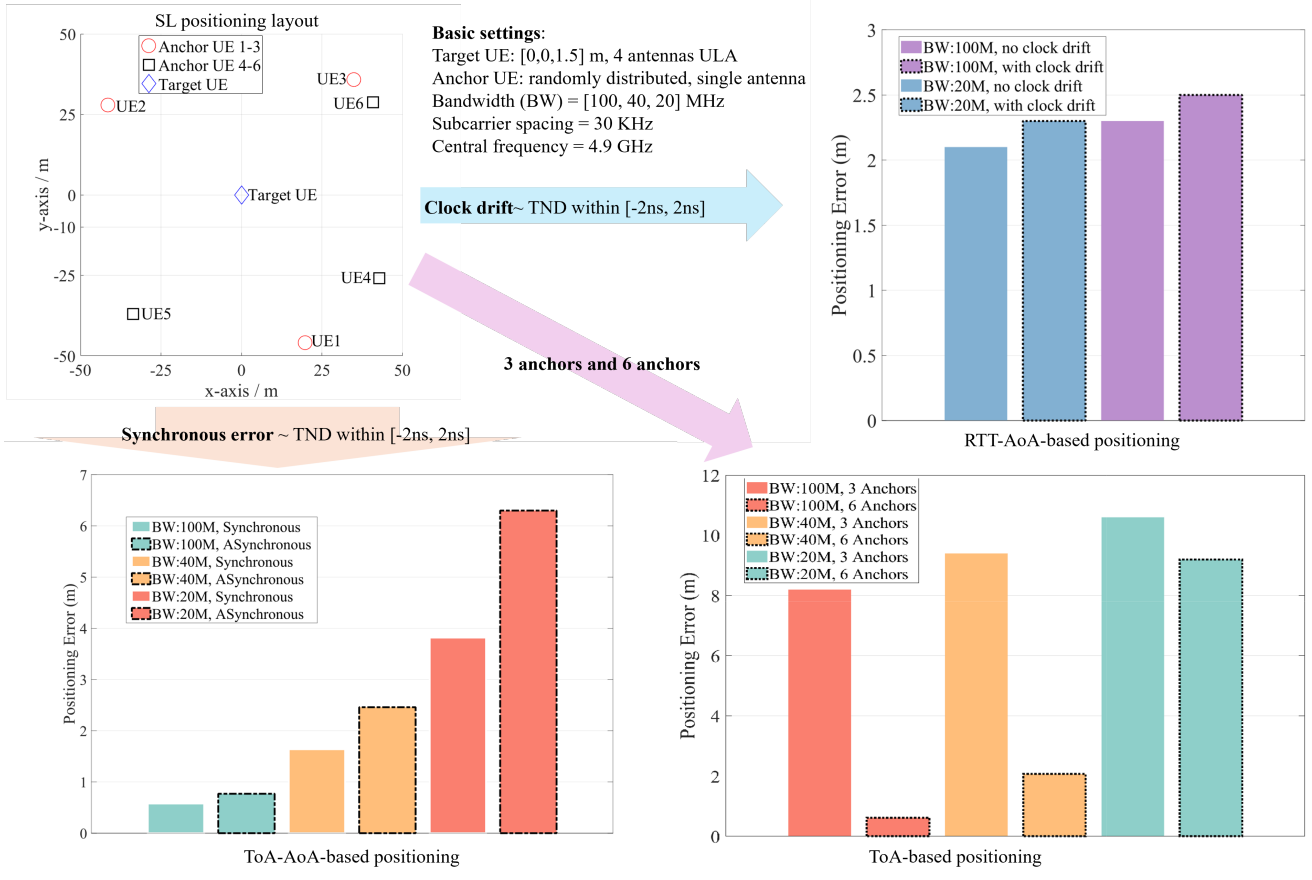 SL positioning layout
Anchor UE 1-3
Anchor UE 4-6
Target UE
50
25
0
-10
-25
-50
y-axis / m
UE3
UE6
UE2
Target UE
UE4
UE5
UE1
-50
-25
0
25
50
x-axis / m
Basic settings:
Target UE: [0,0,1.5] m, 4 antennas ULA
Anchor UE: randomly distributed, single antenna
Bandwidth (BW) = [100, 40, 20] MHz
Subcarrier spacing = 30 KHz
Central frequency = 4.9 GHz
Clock drift~ TND within [-2ns, 2ns]
3 anchors and 6 anchors
Synchronous error ~ TND within [-2ns, 2ns]
3
2.5
2
1.5
1
0.5
0
Positioning Error (m)
BW:100M, no clock drift
BW:100M, with clock drift
BW:20M, no clock drift
BW:20M, with clock drift
RTT-AoA-based positioning
7
6
5
4
3
2
1
0
Positioning Error (m)
BW:100M, Synchronous
BW:100M, ASynchronous
BW:40M, Synchronous
BW:40M, ASynchronous
BW:20M, Synchronous
BW:20M, ASynchronous
ToA-AoA-based positioning
12
10
8
6
4
2
0
Positioning Error (m)
BW:100M, 3 Anchors
BW:100M, 6 Anchors
BW:40M, 3 Anchors
BW:40M, 6 Anchors
BW:20M, 3 Anchors
BW:20M, 6 Anchors
ToA-based positioning